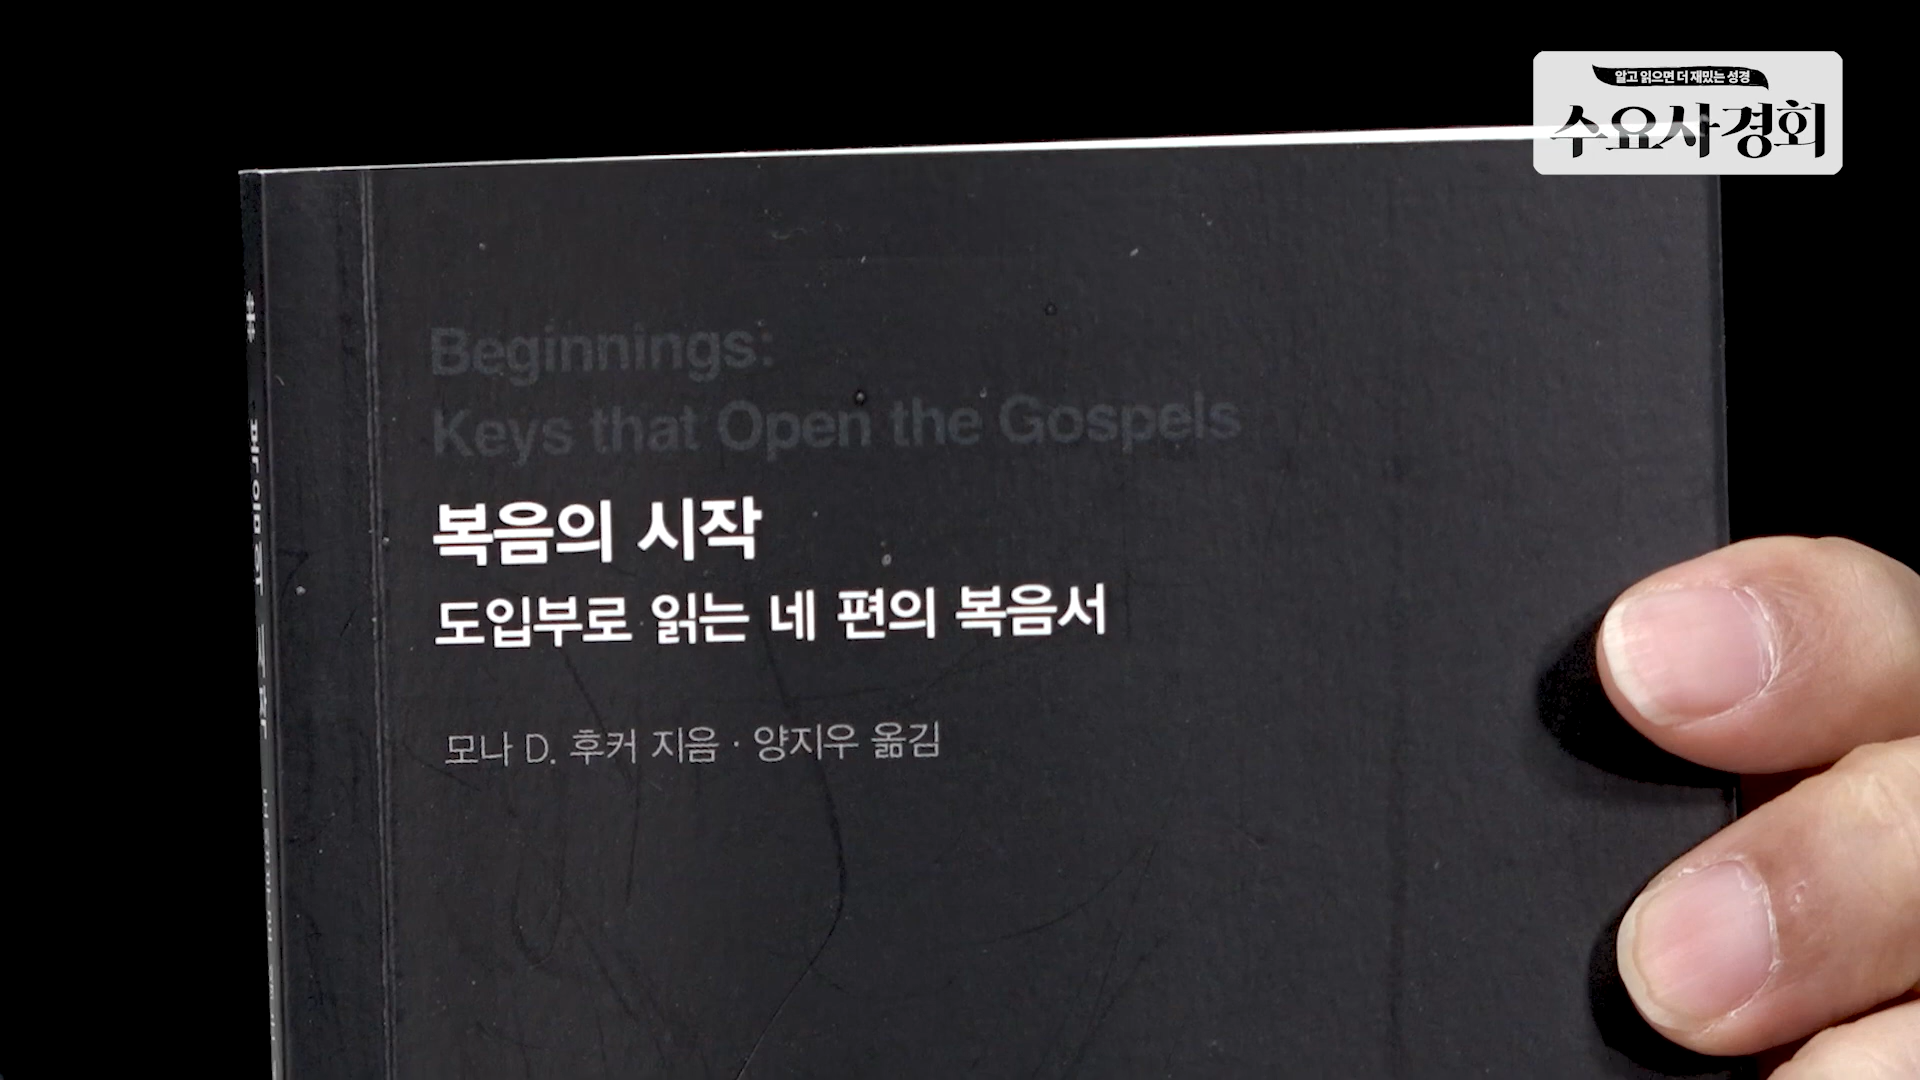 알고 읽으면 더 재밌는 성경
수요사경회
Beginnings:
Keys that Open the Gospels
복음의 시작
도입부로 읽는 네 편의 복음서
모나 D. 후커 지음 · 양지우 옮김